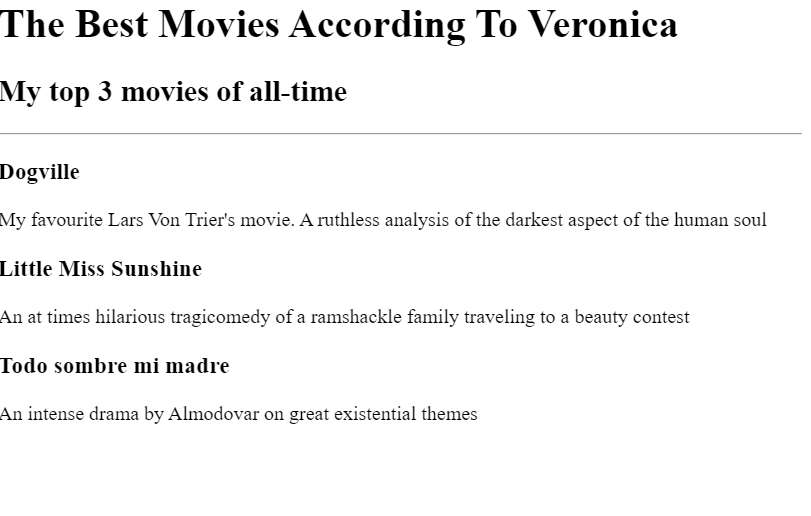 The Best Movies According To Veronica
My top 3 movies of all-time
Dogville
My favourite Lars Von Trier's movie. A ruthless analysis of the darkest aspect of the human soul
Little Miss Sunshine
An at times hilarious tragicomedy of a ramshackle family traveling to a beauty contest
Todo sombre mi madre
An intense drama by Almodovar on great existential themes